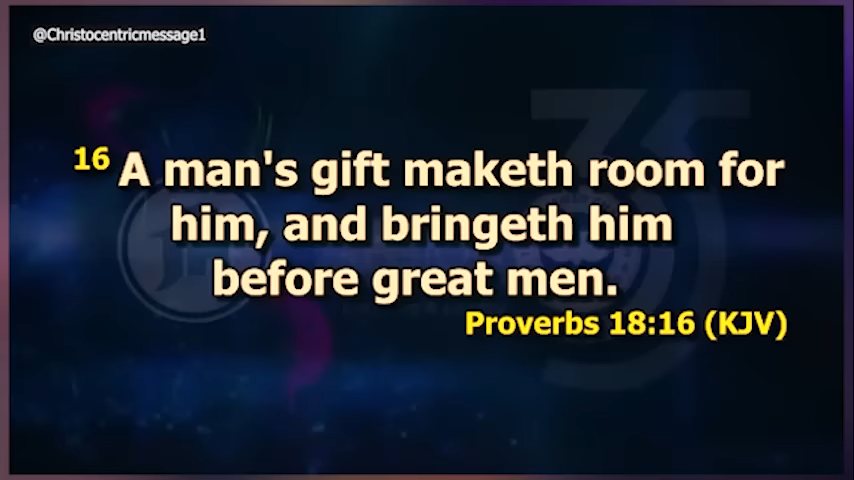 @Christocentricmessage1
16 A man's gift maketh room for
him, and bringeth him
before great men.
Proverbs 18:16 (KJV)